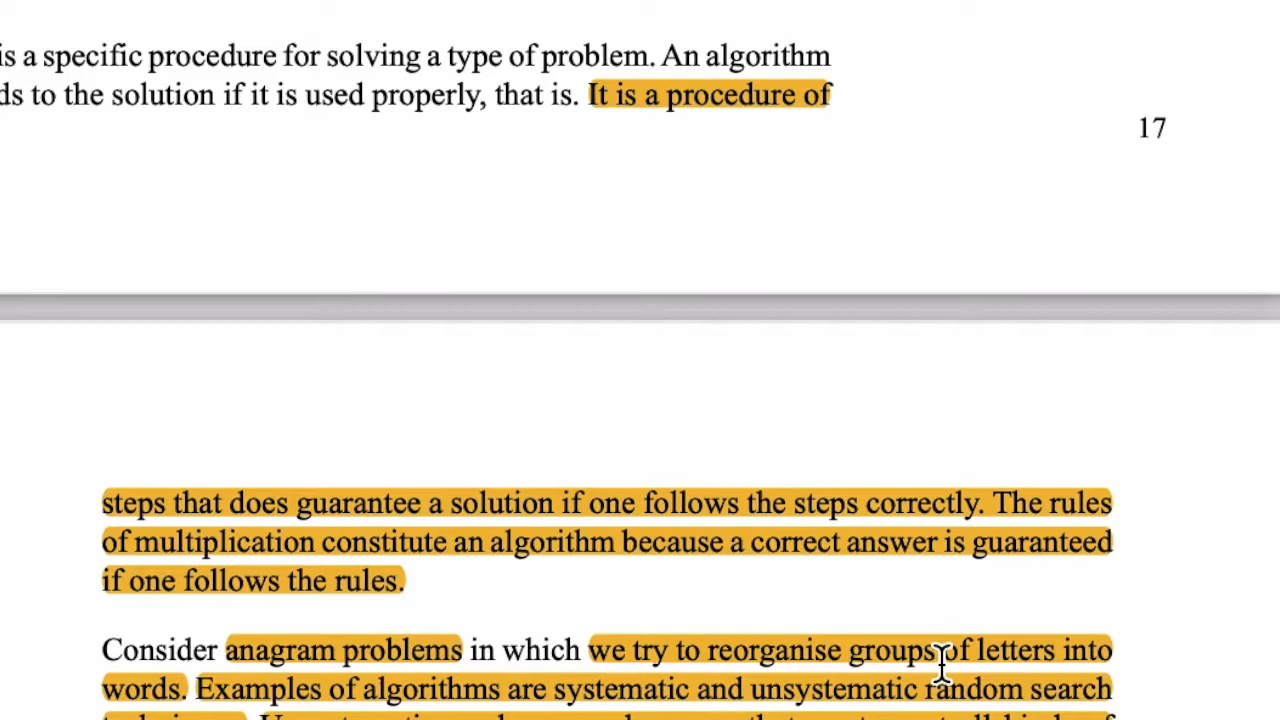 is a specific procedure for solving a type of problem. An algorithm
to the solution if it is used properly, that is. It is a procedure of
17
steps that does guarantee a solution if one follows the steps correctly. The rules
of multiplication constitute an algorithm because a correct answer is guaranteed
if one follows the rules.
Consider anagram problems in which we try to reorganise groups of letters into
words. Examples of algorithms are systematic and unsystematic random search